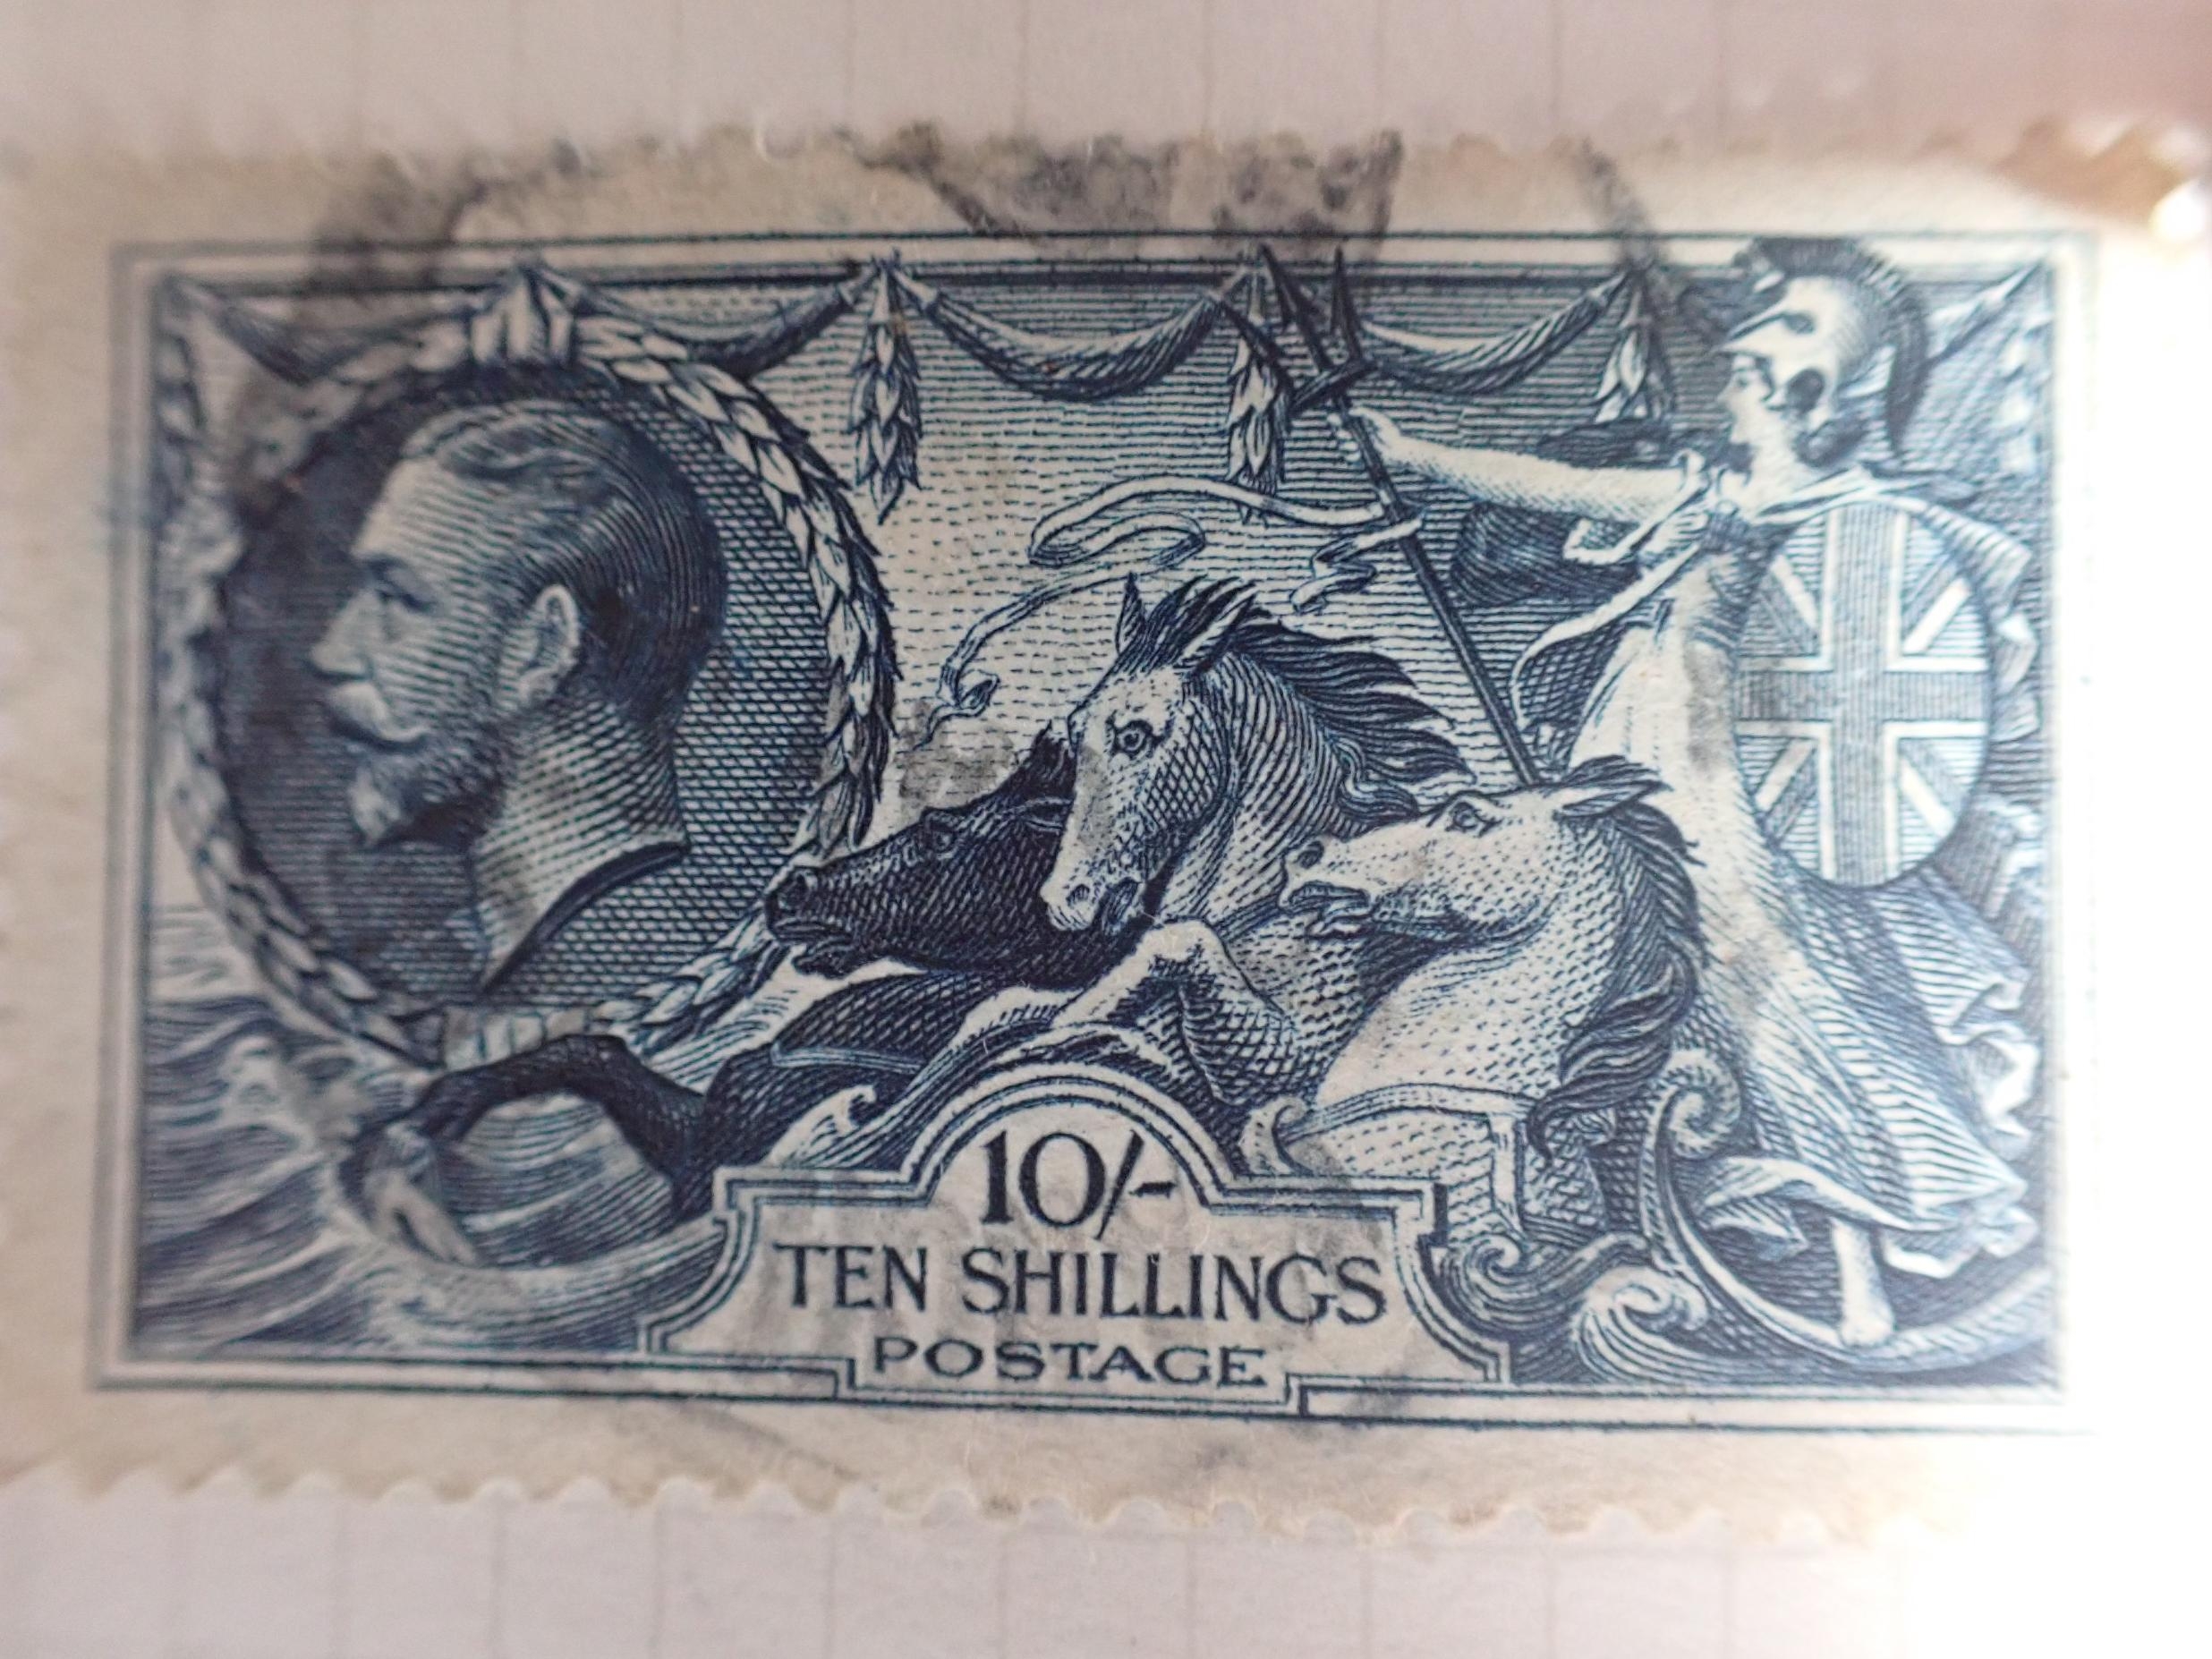 10/-
TEN SHILLINGS
POSTAGE